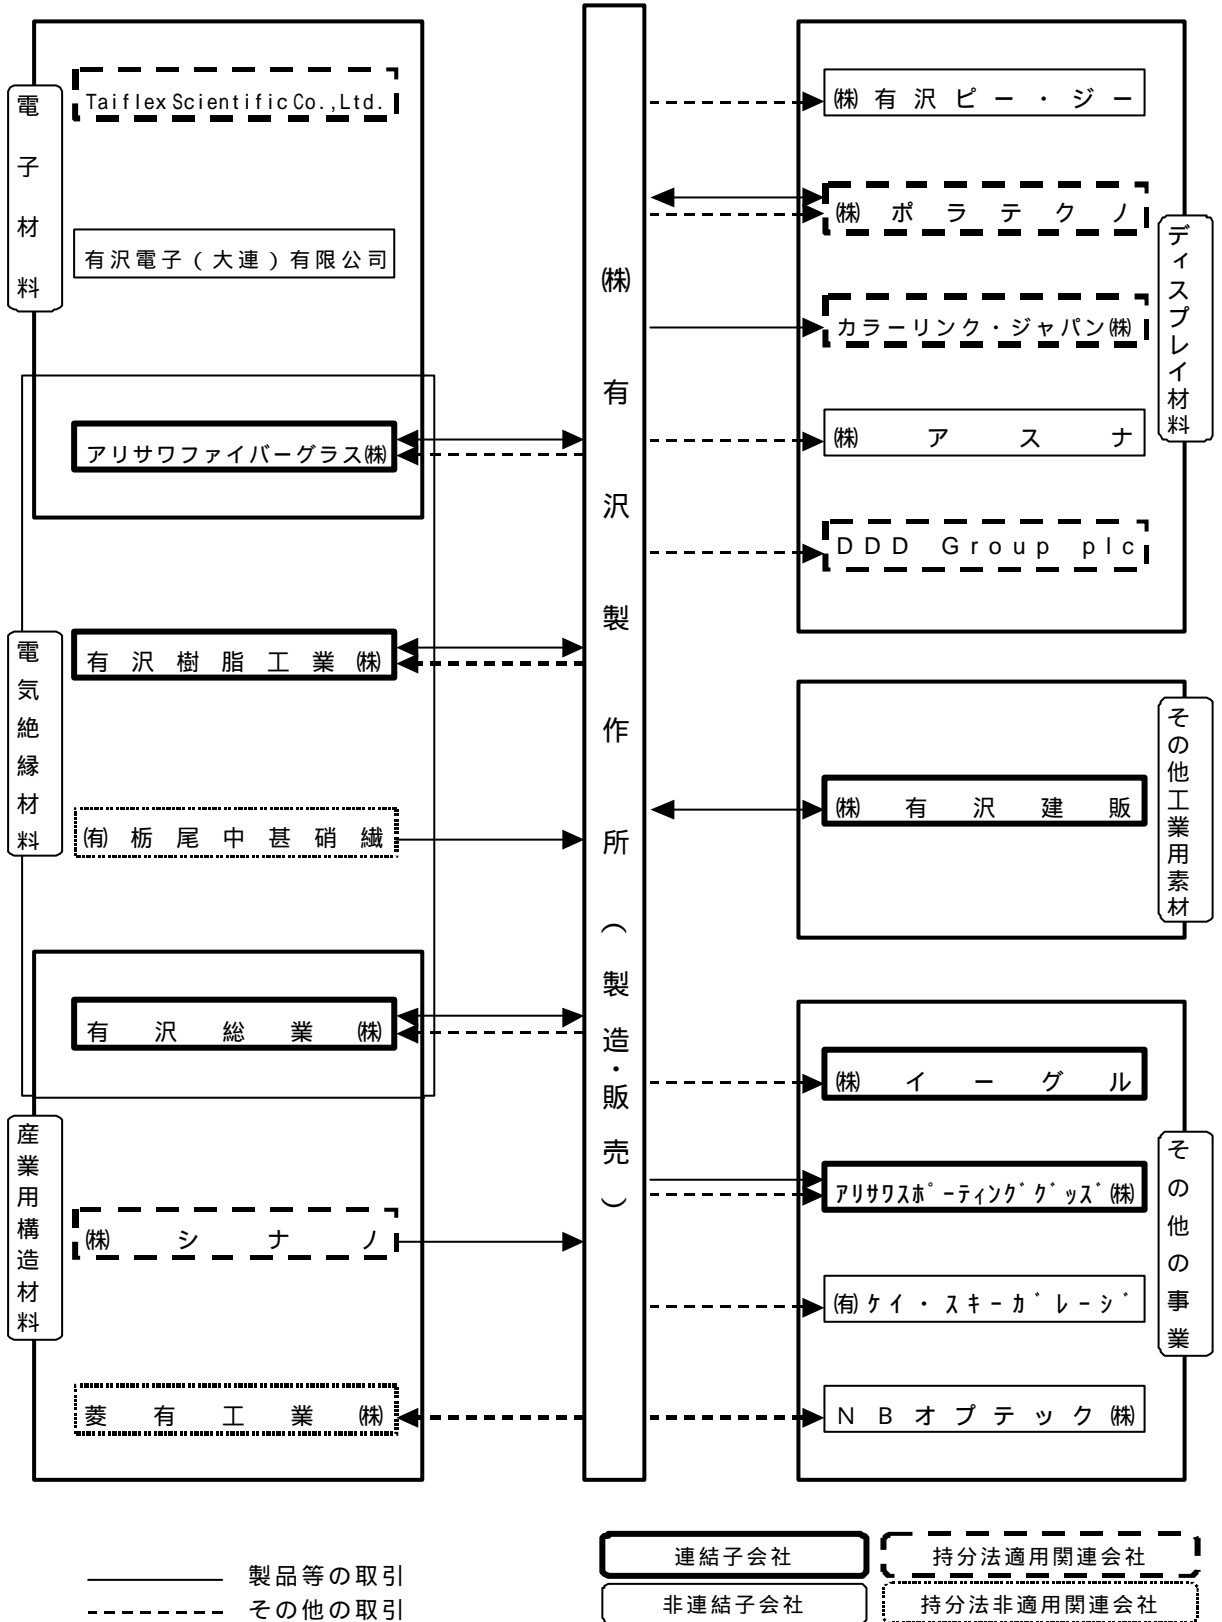 電子材料
Taiflex Scientific Co.,Ltd.
有沢電子(大連)有限公司
アリサワファイバーグラス㈱
電気絶縁材料
有沢樹脂工業㈱
㈲栃尾中甚硝繊
有沢総業㈱
産業用構造材料
㈱シナノ
菱有工業㈱
㈱有沢製作所(製造・販売)
㈱有沢ピー・ジー
㈱ポラテクノ
カラーリンク・ジャパン㈱
㈱アスナ
DDD Group plc
ディスプレイ材料
㈱有沢建販
その他工業用素材
㈱イーグル
アリサワスポーティンググッズ㈱
㈲ケイ・スキーガレージ
NBオプテック㈱
その他の事業
製品等の取引
その他の取引
連結子会社
持分法適用関連会社
非連結子会社
持分法非適用関連会社